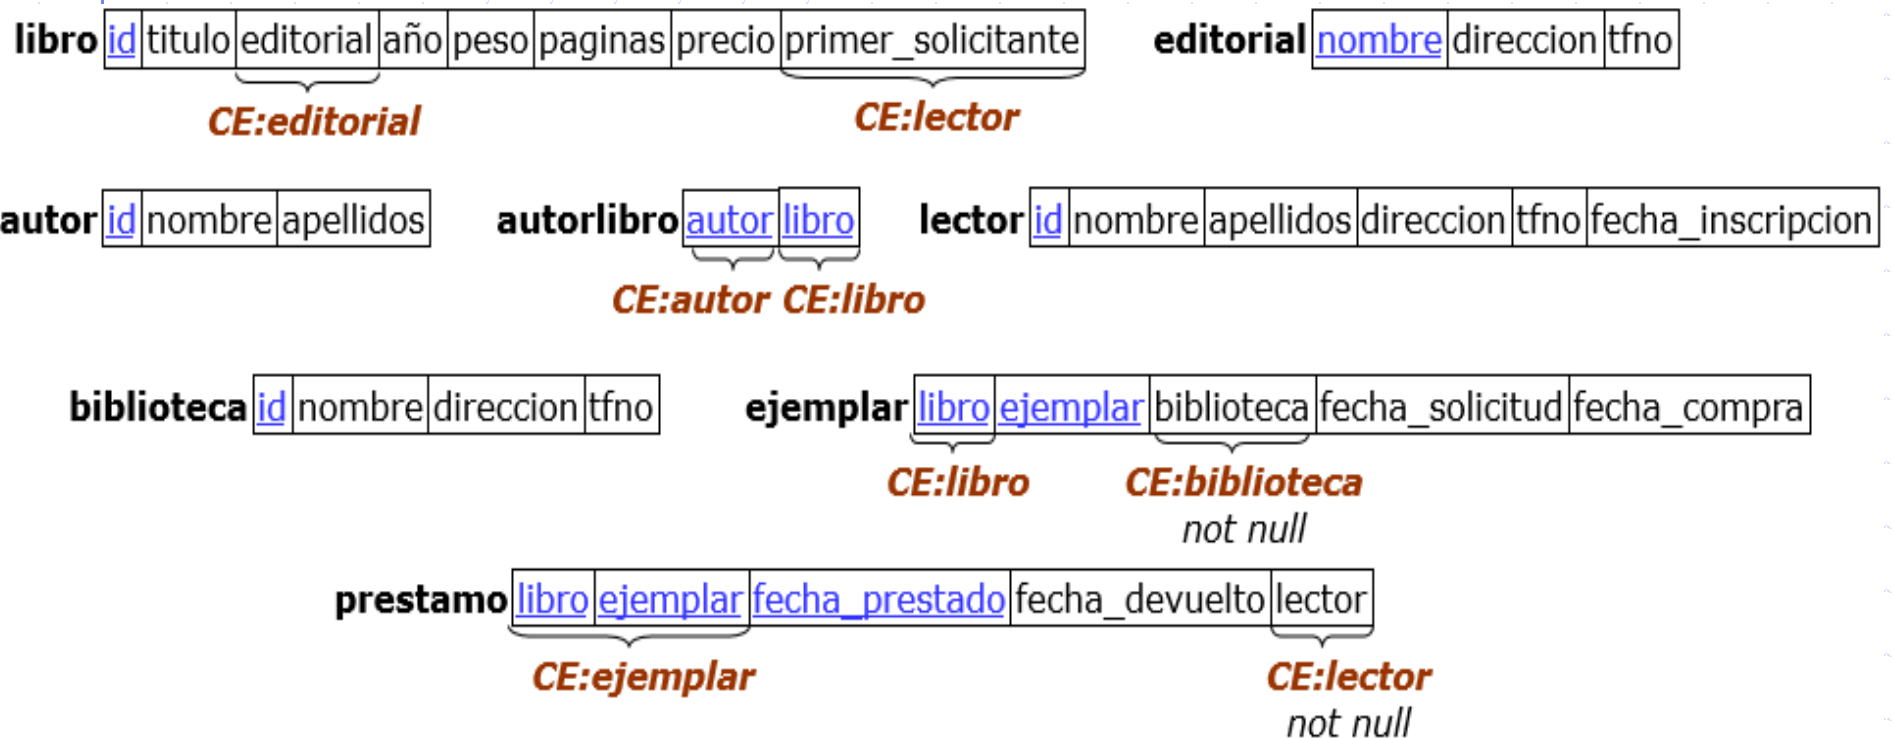 libro id titulo editorial año peso paginas precio primer_solicitante editorial nombre direccion tfno
CE:editorial CE:lector
autor id nombre apellidos autorlibro autor libro lector id nombre apellidos direccion tfno fecha_inscripcion
CE:autor CE:libro
biblioteca id nombre direccion tfno ejemplar libro ejemplar biblioteca fecha_solicitud fecha_compra
CE:libro CE:biblioteca
not null
prestamo libro ejemplar fecha_prestado fecha_devuelto lector
CE:ejemplar CE:lector
not null